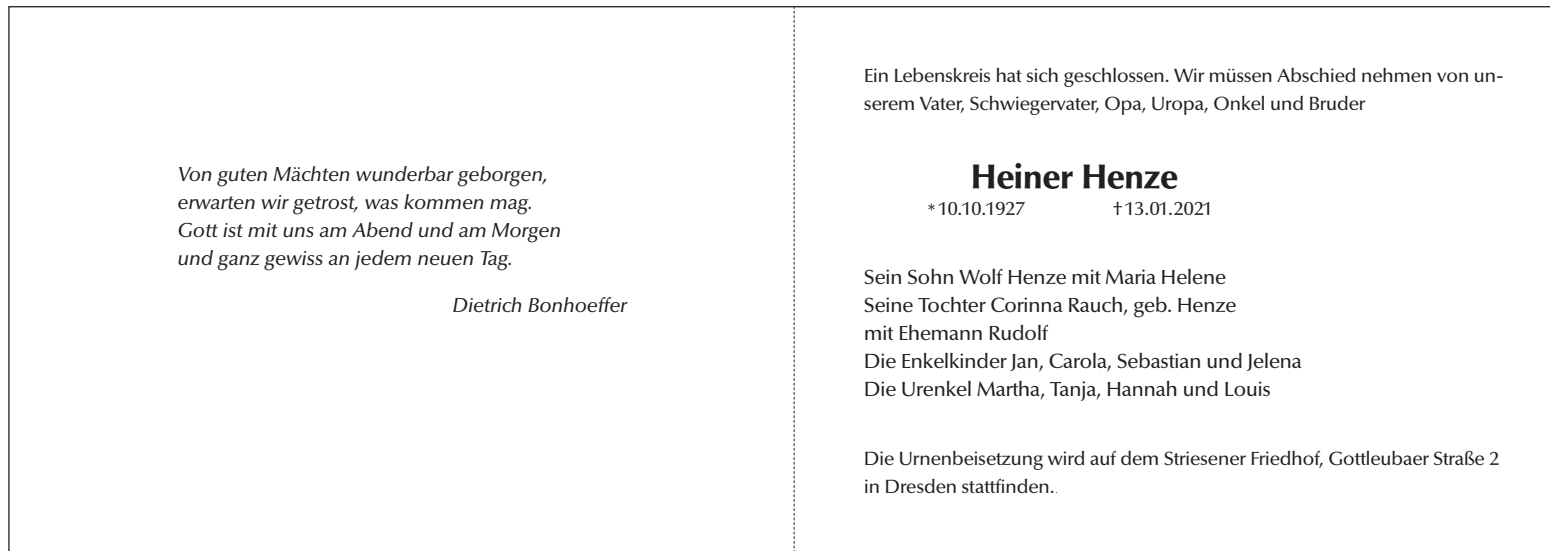 Von guten Mächten wunderbar geborgen,
erwarten wir getrost, was kommen mag.
Gott ist mit uns am Abend und am Morgen
und ganz gewiss an jedem neuen Tag.
Dietrich Bonhoeffer
Ein Lebenskreis hat sich geschlossen. Wir müssen Abschied nehmen von un-
serem Vater, Schwiegervater, Opa, Uropa, Onkel und Bruder
Heiner Henze
*10.10.1927 †13.01.2021
Sein Sohn Wolf Henze mit Maria Helene
Seine Tochter Corinna Rauch, geb. Henze
mit Ehemann Rudolf
Die Enkelkinder Jan, Carola, Sebastian und Jelena
Die Urenkel Martha, Tanja, Hannah und Louis
Die Urnenbeisetzung wird auf dem Striesener Friedhof, Gottleubaer Straße 2
in Dresden stattfinden..